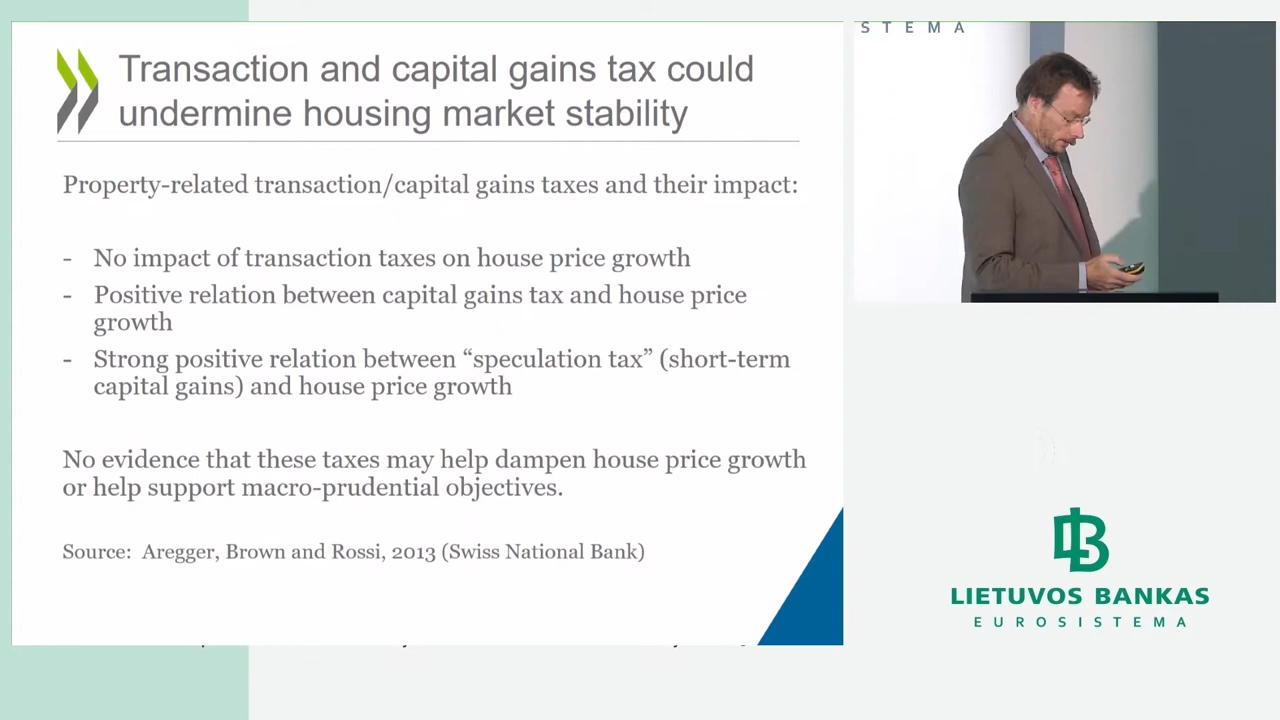 Transaction and capital gains tax could
undermine housing market stability
Property-related transaction/capital gains taxes and their impact:
- No impact of transaction taxes on house price growth
- Positive relation between capital gains tax and house price
growth
- Strong positive relation between “speculation tax” (short-term
capital gains) and house price growth
No evidence that these taxes may help dampen house price growth
or help support macro-prudential objectives.
Source: Aregger, Brown and Rossi, 2013 (Swiss National Bank)
STEMA
LIETUVOS BANKAS
EUROSISTEMA